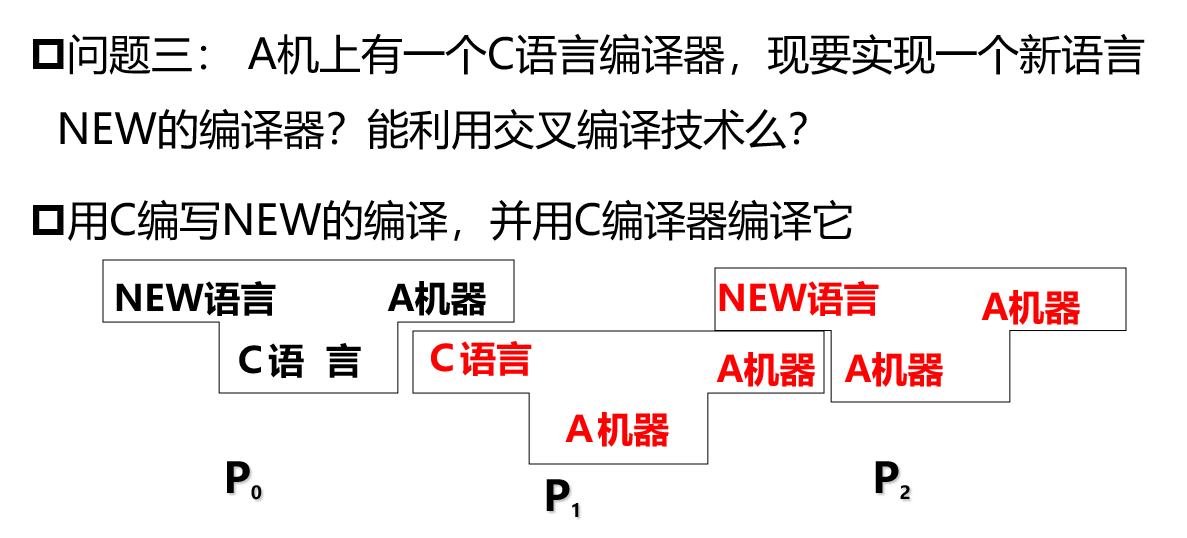 问题三： A机上有一个C语言编译器，现要实现一个新语言
NEW的编译器？能利用交叉编译技术么？
用C编写NEW的编译，并用C编译器编译它
NEW语言 A机器
C语 言
P0
C语言 A机器
A机器
P1
NEW语言 A机器
A机器
P2